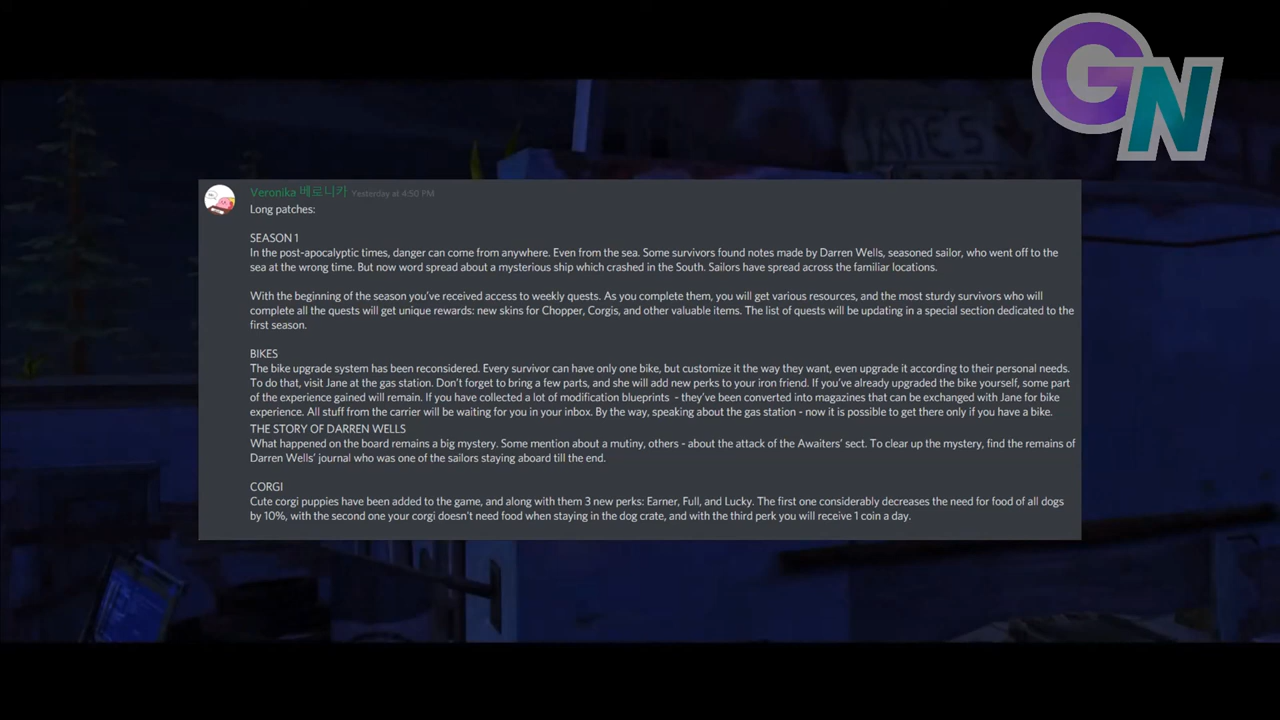 GN
JANE'S
Veronika 베로니카 Yesterday at 4:50 PM
Long patches:
SEASON 1
In the post-apocalyptic times, danger can come from anywhere. Even from the sea. Some survivors found notes made by Darren Wells, seasoned sailor, who went off to the
sea at the wrong time. But now word spread about a mysterious ship which crashed in the South. Sailors have spread across the familiar locations.
With the beginning of the season you've received access to weekly quests. As you complete them, you will get various resources, and the most sturdy survivors who will
complete all the quests will get unique rewards: new skins for Chopper, Corgis, and other valuable items. The list of quests will be updating in a special section dedicated to the
first season.
BIKES
The bike upgrade system has been reconsidered. Every survivor can have only one bike, but customize it the way they want, even upgrade it according to their personal needs.
To do that, visit Jane at the gas station. Don't forget to bring a few parts, and she will add new perks to your iron friend. If you've already upgraded the bike yourself, some part
of the experience gained will remain. If you have collected a lot of modification blueprints - they've been converted into magazines that can be exchanged with Jane for bike
experience. All stuff from the carrier will be waiting for you in your inbox. By the way, speaking about the gas station - now it is possible to get there only if you have a bike.
THE STORY OF DARREN WELLS
What happened on the board remains a big mystery. Some mention about a mutiny, others - about the attack of the Awaiters' sect. To clear up the mystery, find the remains of
Darren Wells' journal who was one of the sailors staying aboard till the end.
CORGI
Cute corgi puppies have been added to the game, and along with them 3 new perks: Earner, Full, and Lucky. The first one considerably decreases the need for food of all dogs
by 10%, with the second one your corgi doesn't need food when staying in the dog crate, and with the third perk you will receive 1 coin a day.